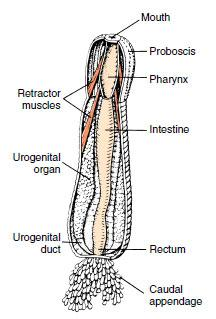 Mouth
Proboscis
Pharynx
Retractor
muscles
Intestine
Urogenital
organ
Urogenital
duct
Rectum
Caudal
appendage